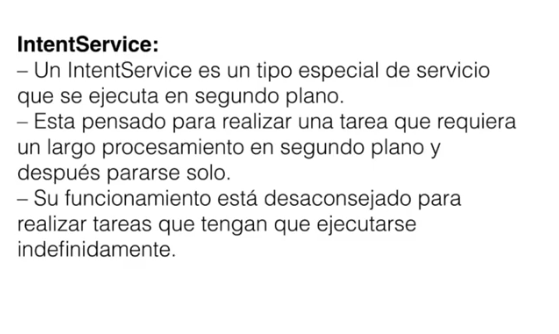 IntentService:
– Un IntentService es un tipo especial de servicio
que se ejecuta en segundo plano.
– Esta pensado para realizar una tarea que requiera
un largo procesamiento en segundo plano y
después pararse solo.
– Su funcionamiento está desaconsejado para
realizar tareas que tengan que ejecutarse
indefinidamente.